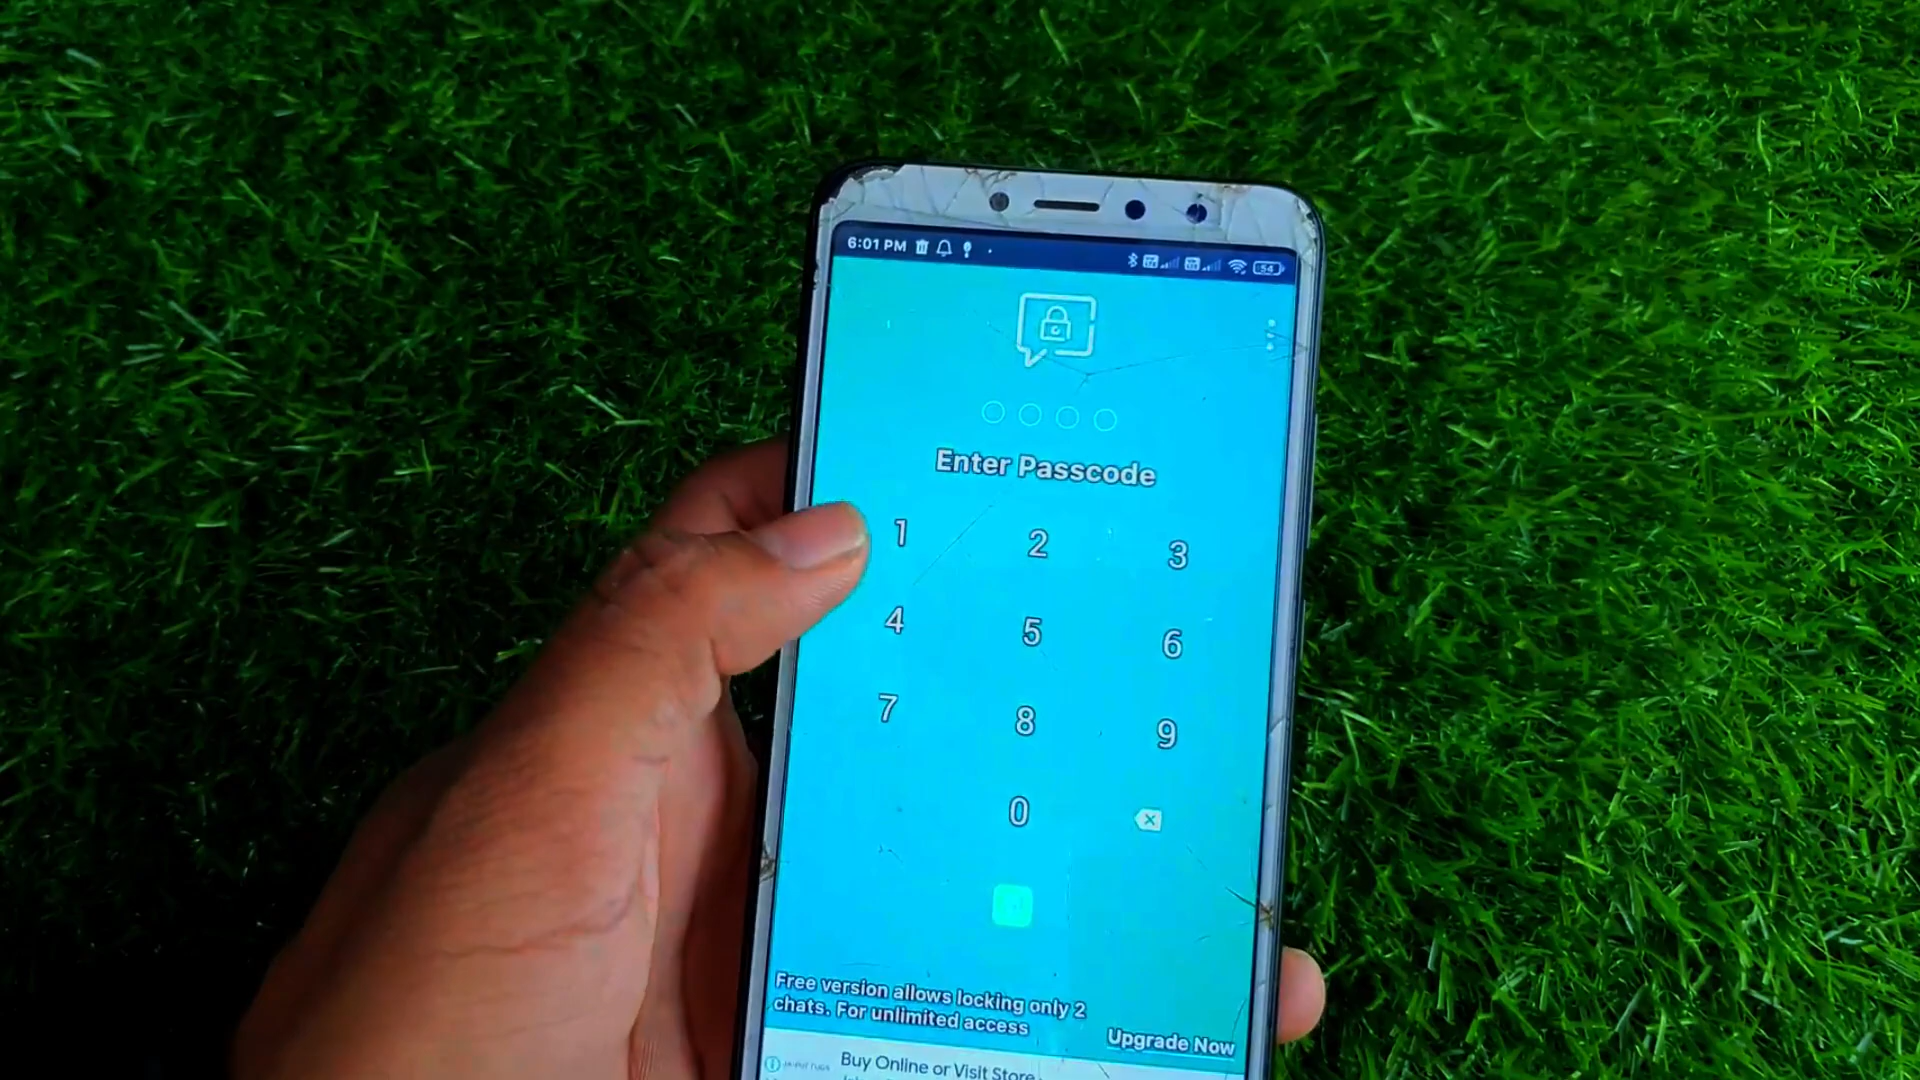 6:01 PM
54
Enter Passcode
1 2 3
4 5 6
7 8 9
0
Free version allows locking only 2
chats. For unlimited access
Upgrade Now
Buy Online or Visit Store